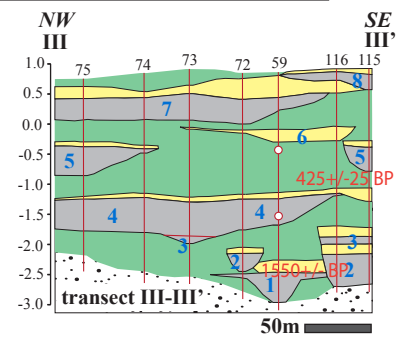 NW SE
III III'
75 74 73 72 59 116 115
1.0
0.5
0.0
-0.5
-1.0
-1.5
-2.0
-2.5
-3.0
8
7
6
5 5
425+/-25 BP
4 4
3 3
2 2
1550+/- BP
1
transect III-III'
50m